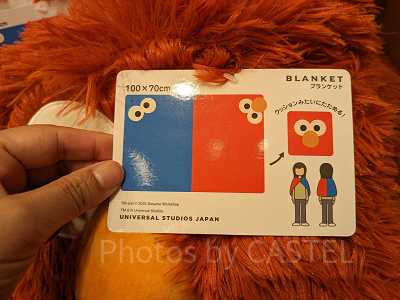 BLANKET
ブランケット
100×70cm
クッションみたいにたためる!
TM and © 2025 Sesame Workshop
TM & © Universal Studios.
UNIVERSAL STUDIOS JAPAN
Photos by CASTEL